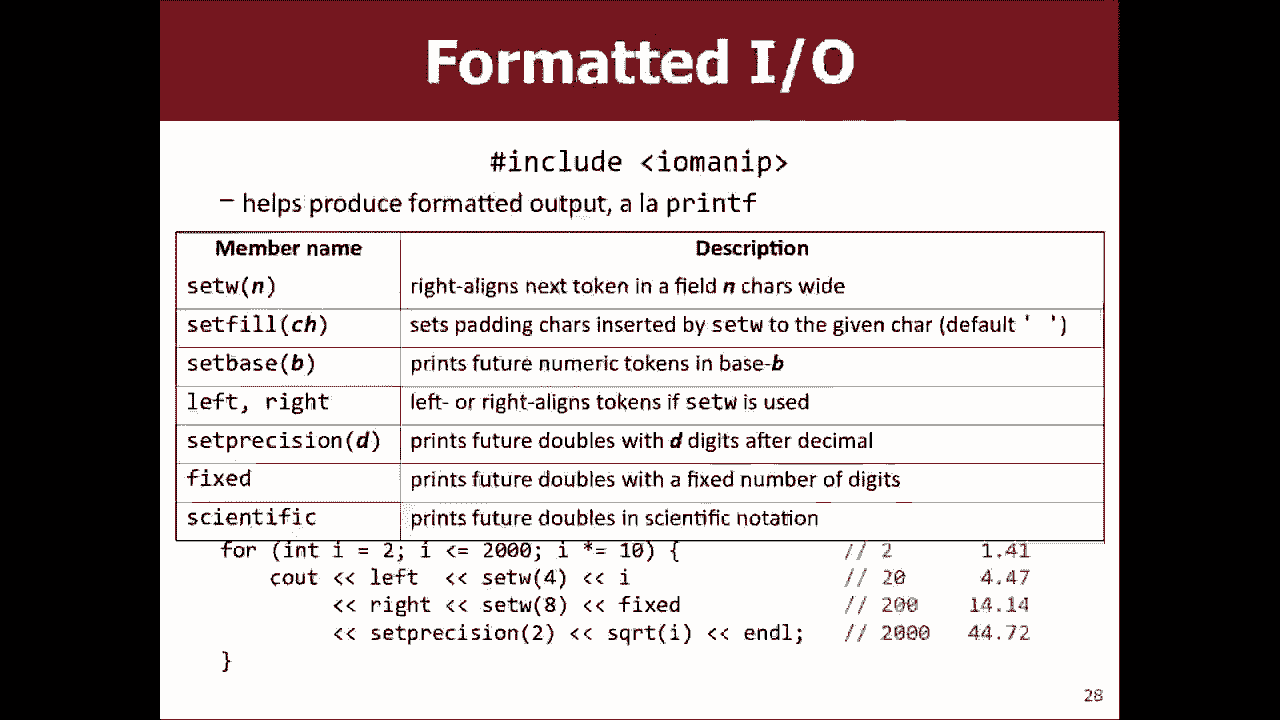 Formatted I/O
#include <iomanip>
– helps produce formatted output, a la printf
Member name Description
setw(n) right-aligns next token in a field n chars wide
setfill(ch) sets padding chars inserted by setw to the given char (default ' ')
setbase(b) prints future numeric tokens in base-b
left, right left- or right-aligns tokens if setw is used
setprecision(d) prints future doubles with d digits after decimal
fixed prints future doubles with a fixed number of digits
scientific prints future doubles in scientific notation
for (int i = 2; i <= 2000; i *= 10) { // 2 1.41
cout << left << setw(4) << i // 20 4.47
<< right << setw(8) << fixed // 200 14.14
<< setprecision(2) << sqrt(i) << endl; // 2000 44.72
}
28